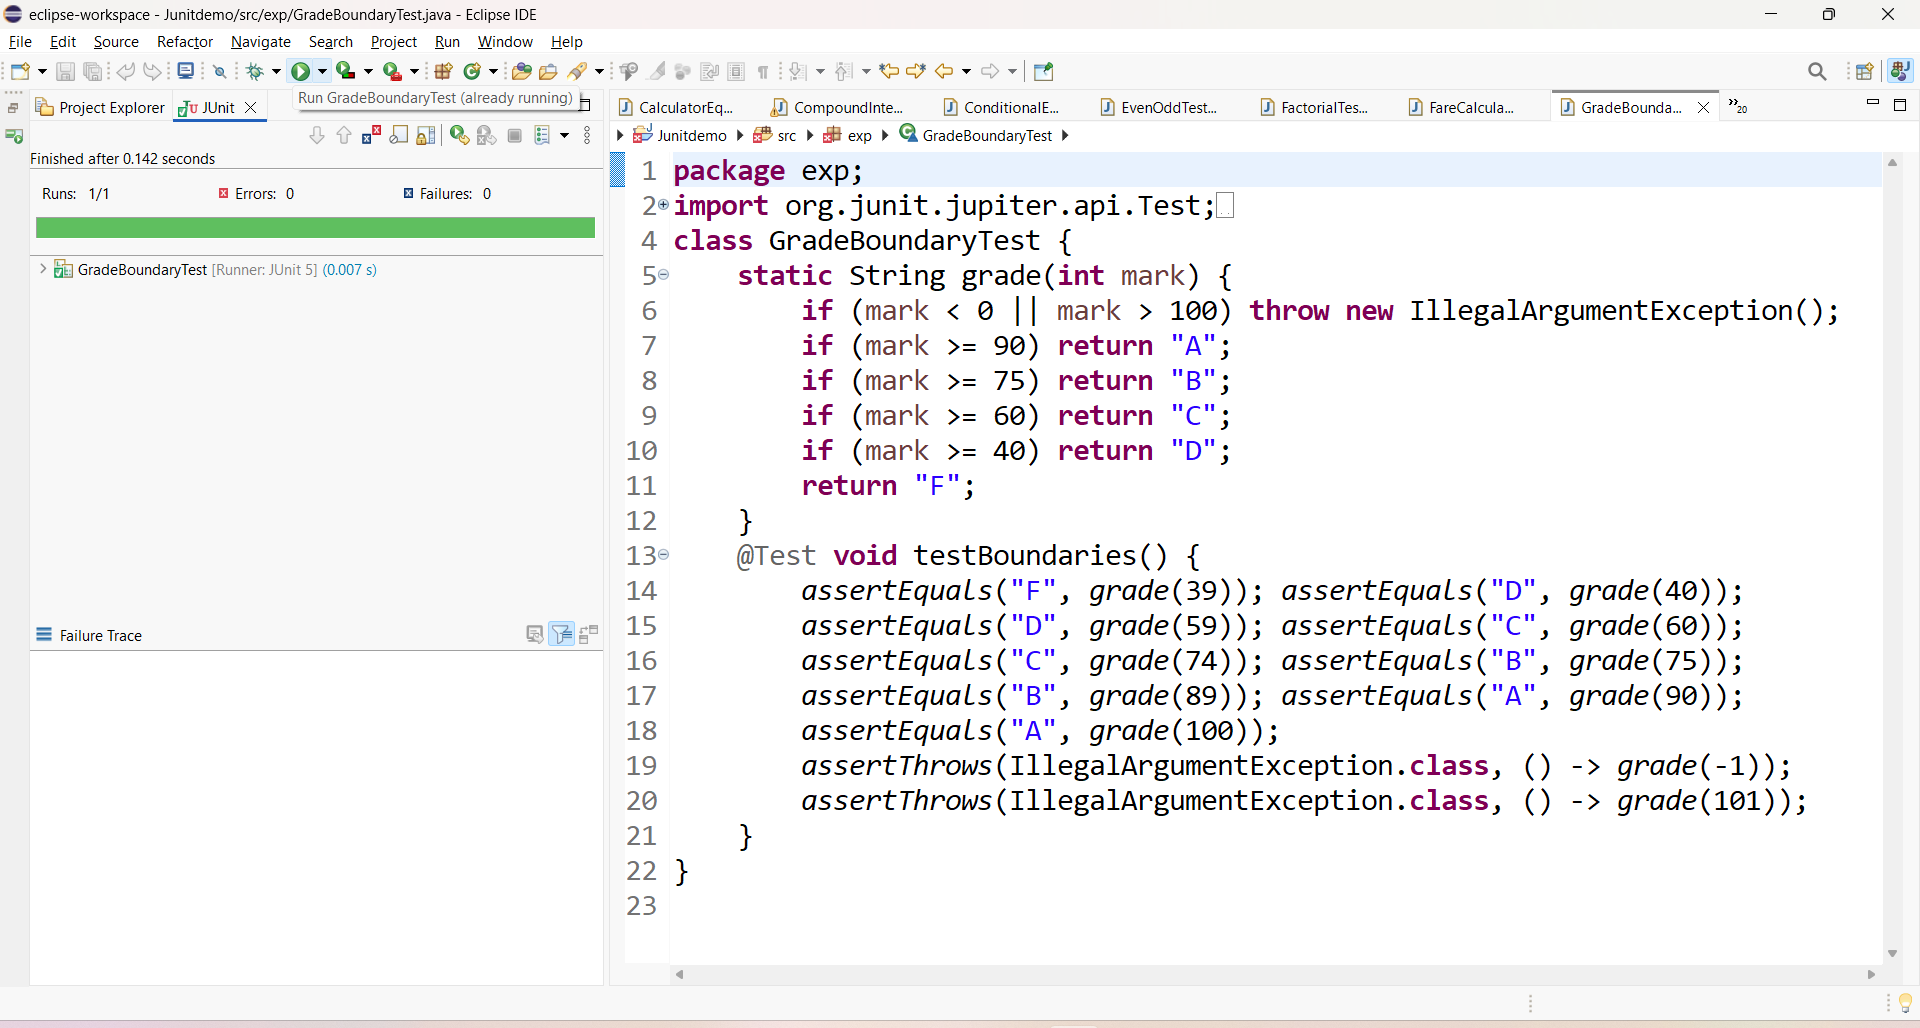 eclipse-workspace - Junitdemo/src/exp/GradeBoundaryTest.java - Eclipse IDE
File Edit Source Refactor Navigate Search Project Run Window Help
Run GradeBoundaryTest (already running)
Project Explorer JUnit
CalculatorEq... CompoundInte... ConditionalE... EvenOddTest... FactorialTes... FareCalcula... GradeBounda... »20
Junitdemo src exp GradeBoundaryTest
Finished after 0.142 seconds
Runs: 1/1 Errors: 0 Failures: 0
GradeBoundaryTest [Runner: JUnit 5] (0.007 s)
Failure Trace
1 package exp;
2 import org.junit.jupiter.api.Test;
4 class GradeBoundaryTest {
5     static String grade(int mark) {
6         if (mark < 0 || mark > 100) throw new IllegalArgumentException();
7         if (mark >= 90) return "A";
8         if (mark >= 75) return "B";
9         if (mark >= 60) return "C";
10         if (mark >= 40) return "D";
11         return "F";
12     }
13     @Test void testBoundaries() {
14         assertEquals("F", grade(39)); assertEquals("D", grade(40));
15         assertEquals("D", grade(59)); assertEquals("C", grade(60));
16         assertEquals("C", grade(74)); assertEquals("B", grade(75));
17         assertEquals("B", grade(89)); assertEquals("A", grade(90));
18         assertEquals("A", grade(100));
19         assertThrows(IllegalArgumentException.class, () -> grade(-1));
20         assertThrows(IllegalArgumentException.class, () -> grade(101));
21     }
22 }
23